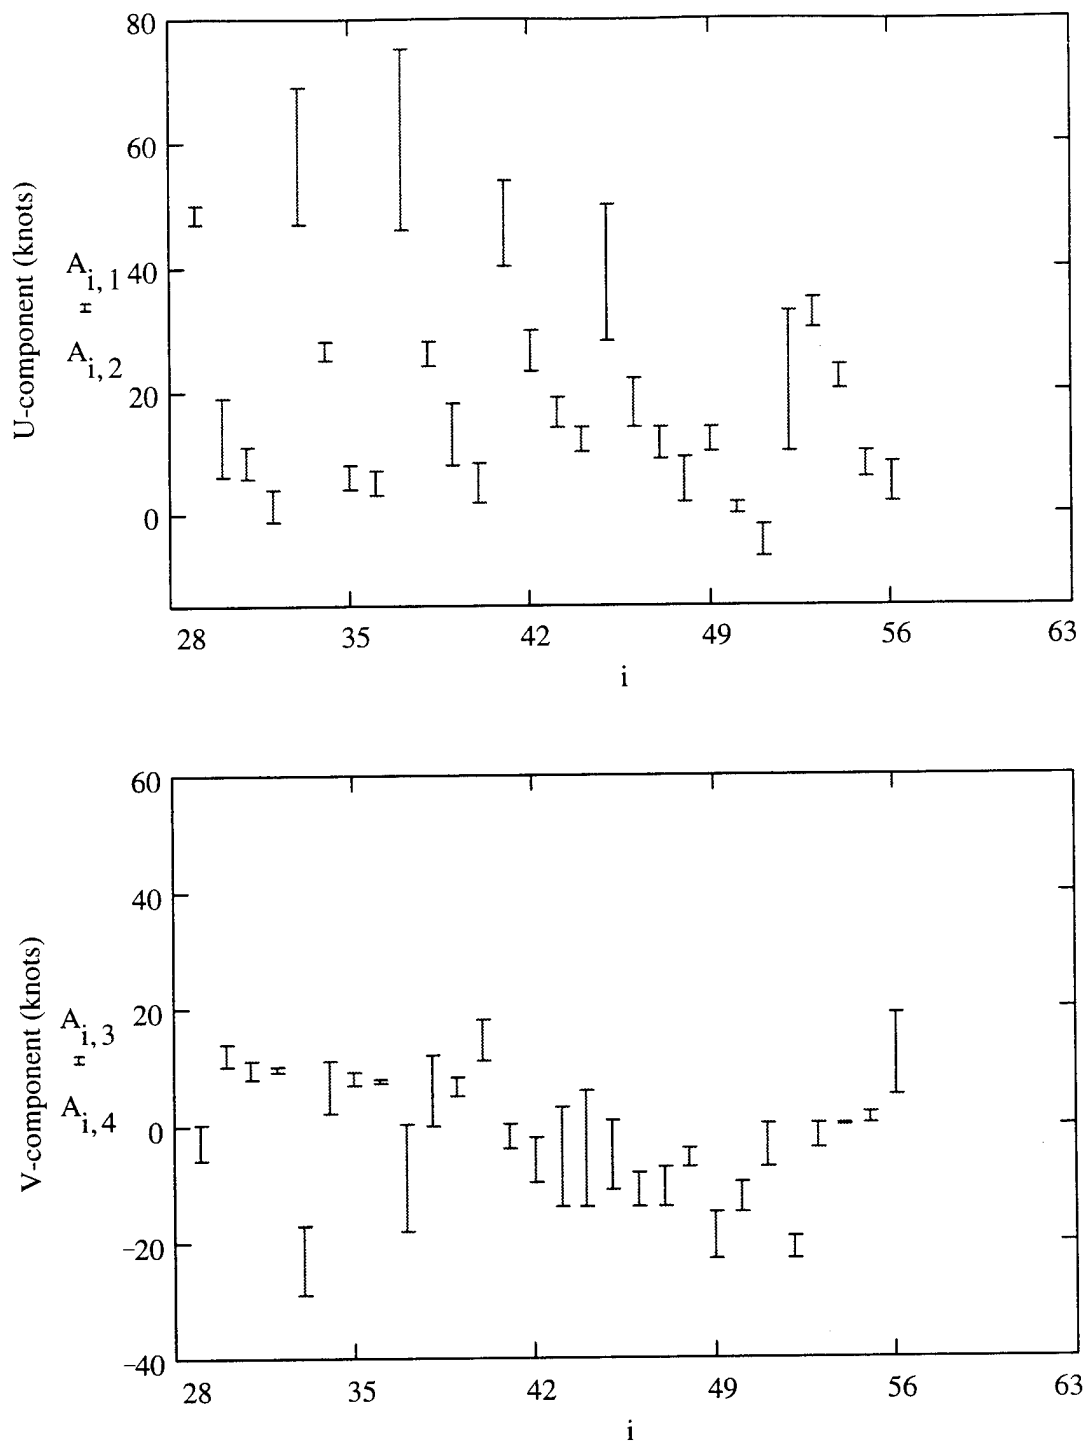 80
60
40
20
0
U-component (knots)
A i, 1
A i, 2
28 35 42 49 56 63
i
60
40
20
0
−20
−40
V-component (knots)
A i, 3
A i, 4
28 35 42 49 56 63
i